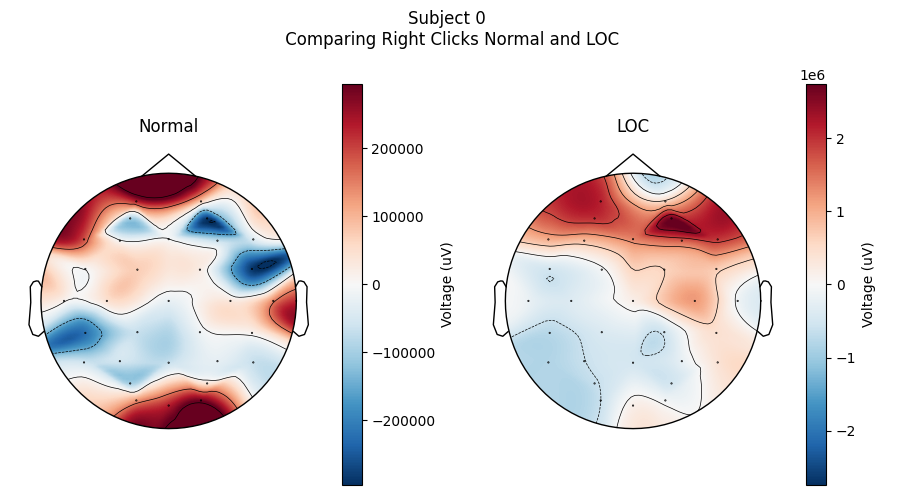 Subject 0
Comparing Right Clicks Normal and LOC
Normal
200000
100000
0
−100000
−200000
Voltage (uV)
LOC
1e6
2
1
0
−1
−2
Voltage (uV)